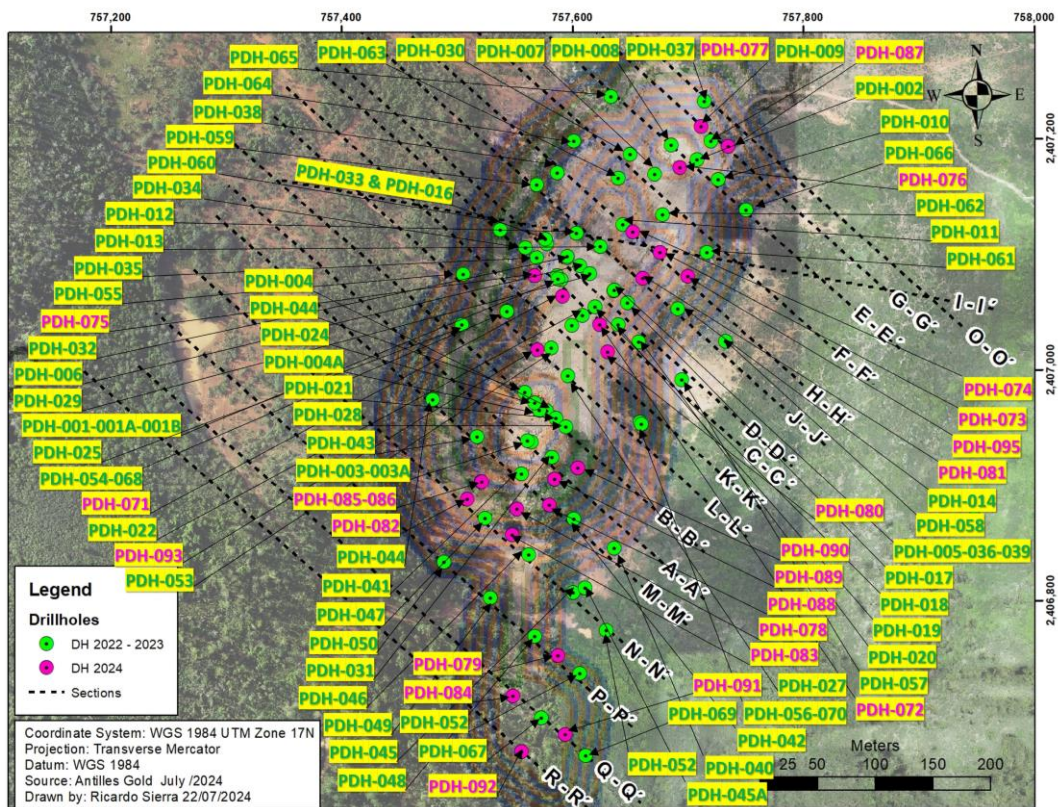 757,200 757,400 757,600 757,800 758,000
PDH-065 PDH-063 PDH-030 PDH-007 PDH-008 PDH-037 PDH-077 PDH-009 PDH-087
PDH-064
PDH-038
PDH-059
PDH-060
PDH-034
PDH-012
PDH-013
PDH-035
PDH-055
PDH-075
PDH-032
PDH-006
PDH-029
PDH-001-001A-001B
PDH-025
PDH-054-068
PDH-071
PDH-022
PDH-093
PDH-053
PDH-033 & PDH-016
PDH-004
PDH-044
PDH-024
PDH-004A
PDH-021
PDH-028
PDH-043
PDH-003-003A
PDH-085-086
PDH-082
PDH-044
PDH-041
PDH-047
PDH-050
PDH-031
PDH-046
PDH-049
PDH-045
PDH-048
PDH-079
PDH-084
PDH-052
PDH-067
PDH-092
N
W E
S
PDH-002
PDH-010
PDH-066
PDH-076
PDH-062
PDH-011
PDH-061
2,407,200
2,407,000
2,406,800
I - I´
G - G´
O - O´
E - E´
F - F´
H - H´
J - J´
D - D´
C - C´
K - K´
L - L´
B - B´
A - A´
M - M´
N - N´
P - P´
Q - Q´
R - R´
PDH-074
PDH-073
PDH-095
PDH-081
PDH-014
PDH-058
PDH-005-036-039
PDH-017
PDH-018
PDH-019
PDH-020
PDH-057
PDH-072
PDH-080
PDH-090
PDH-089
PDH-088
PDH-078
PDH-083
PDH-091
PDH-027
PDH-069
PDH-056-070
PDH-042
PDH-052
PDH-040
PDH-045A
Legend
Drillholes
DH 2022 - 2023
DH 2024
Sections
Coordinate System: WGS 1984 UTM Zone 17N
Projection: Transverse Mercator
Datum: WGS 1984
Source: Antilles Gold July /2024
Drawn by: Ricardo Sierra 22/07/2024
Meters
25 50 100 150 200